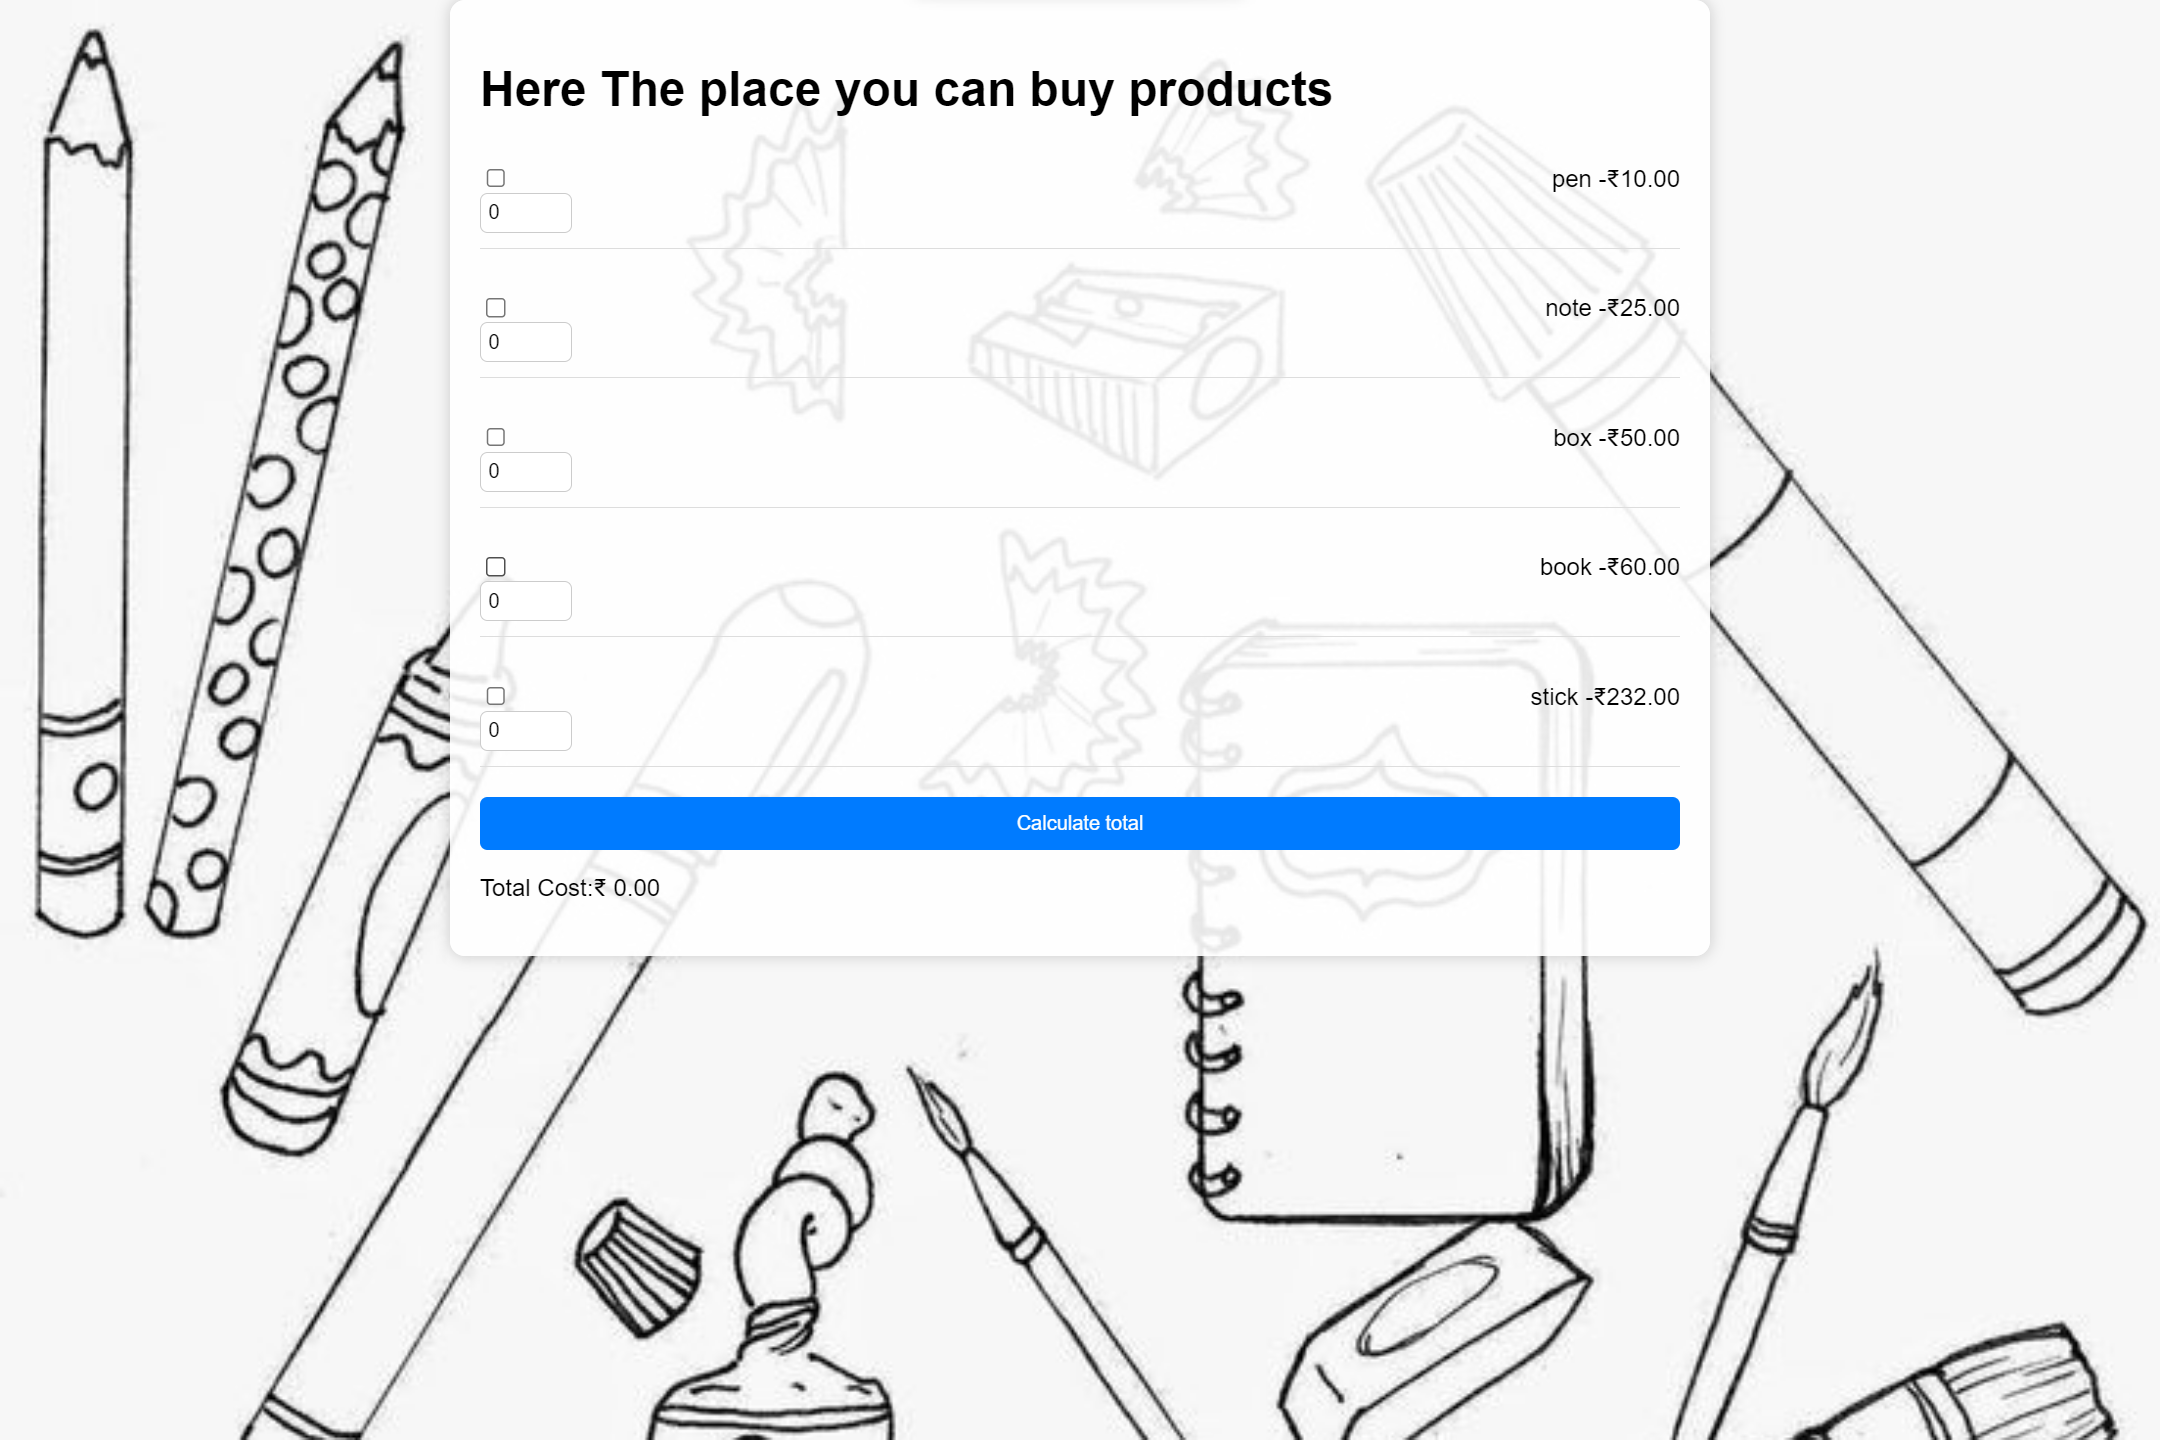 Here The place you can buy products
pen -₹10.00
0
note -₹25.00
0
box -₹50.00
0
book -₹60.00
0
stick -₹232.00
0
Calculate total
Total Cost:₹ 0.00